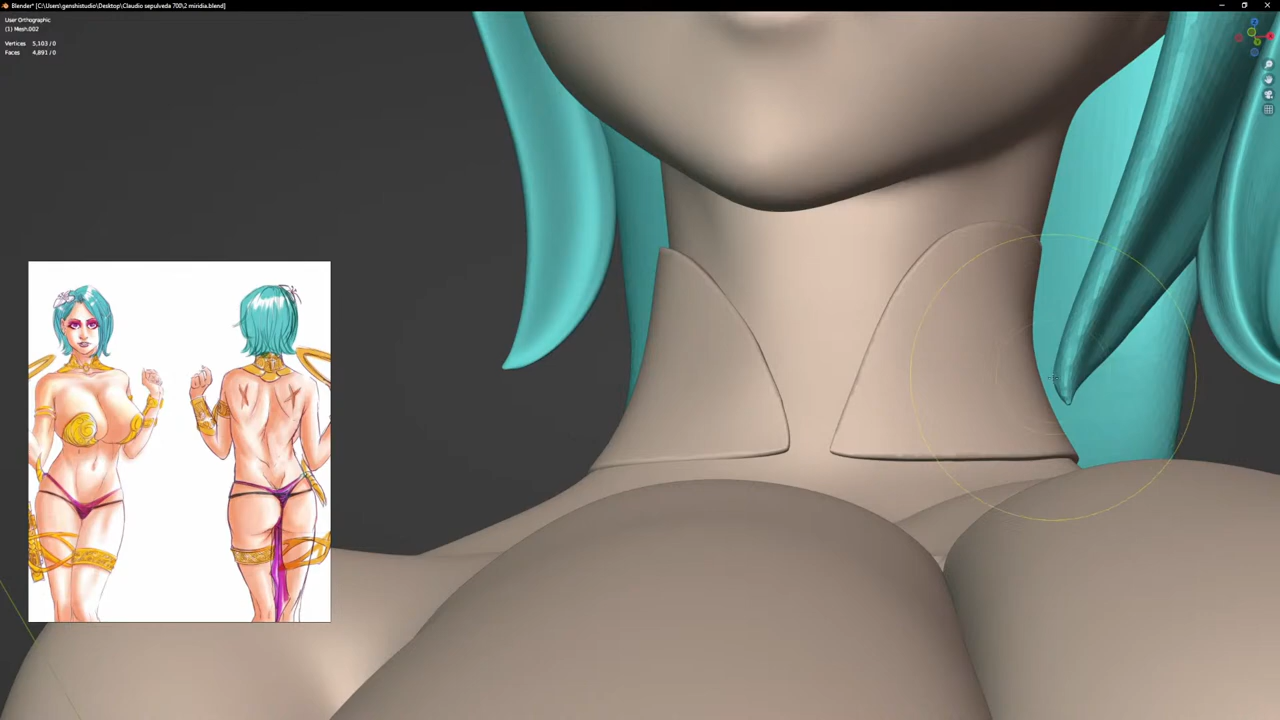 Blender* [C:\Users\genshistudio\Desktop\Claudio sepulveda 700\2 miridia.blend]
User Orthographic
(1) Mesh.002
Vertices 5,103 / 0
Faces 4,891 / 0